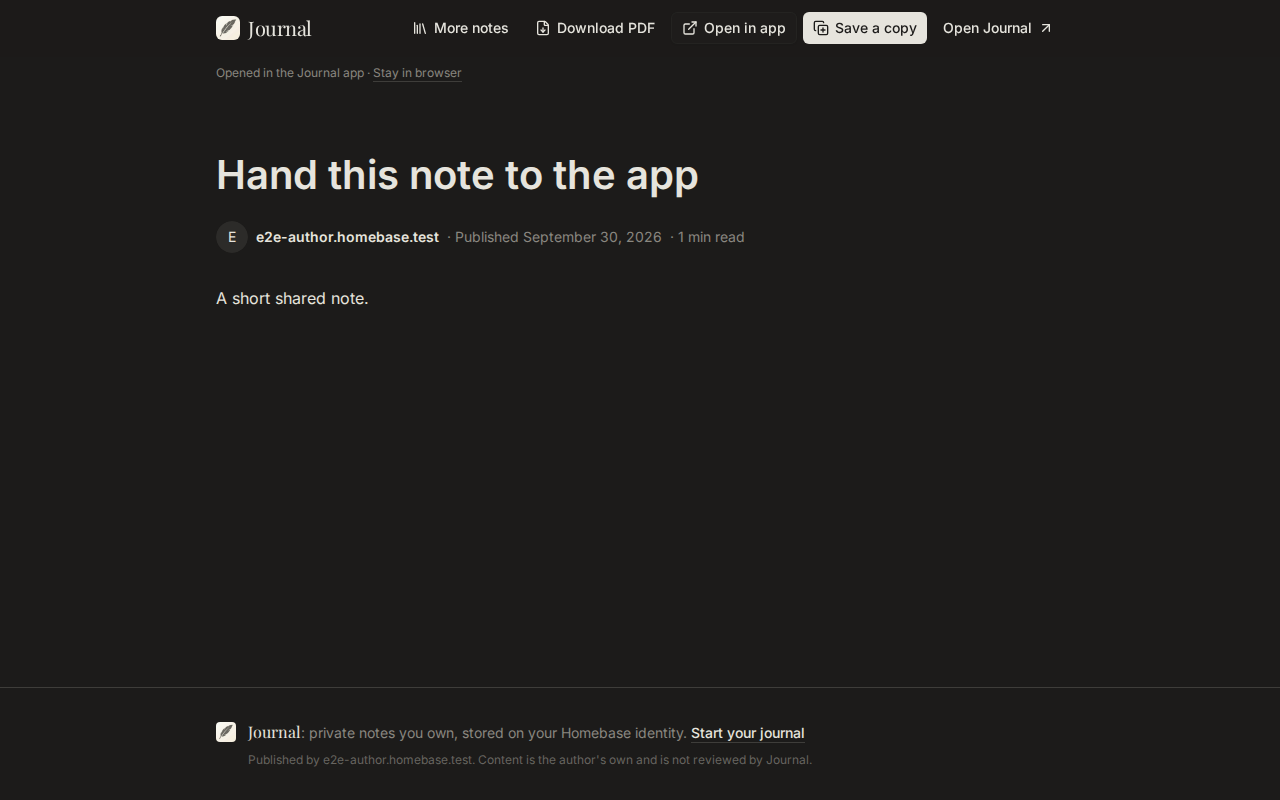 Journal
More notes
Download PDF
Open in app
Save a copy
Open Journal
Opened in the Journal app · Stay in browser
Hand this note to the app
E
e2e-author.homebase.test · Published September 30, 2026 · 1 min read
A short shared note.
Journal: private notes you own, stored on your Homebase identity. Start your journal
Published by e2e-author.homebase.test. Content is the author's own and is not reviewed by Journal.